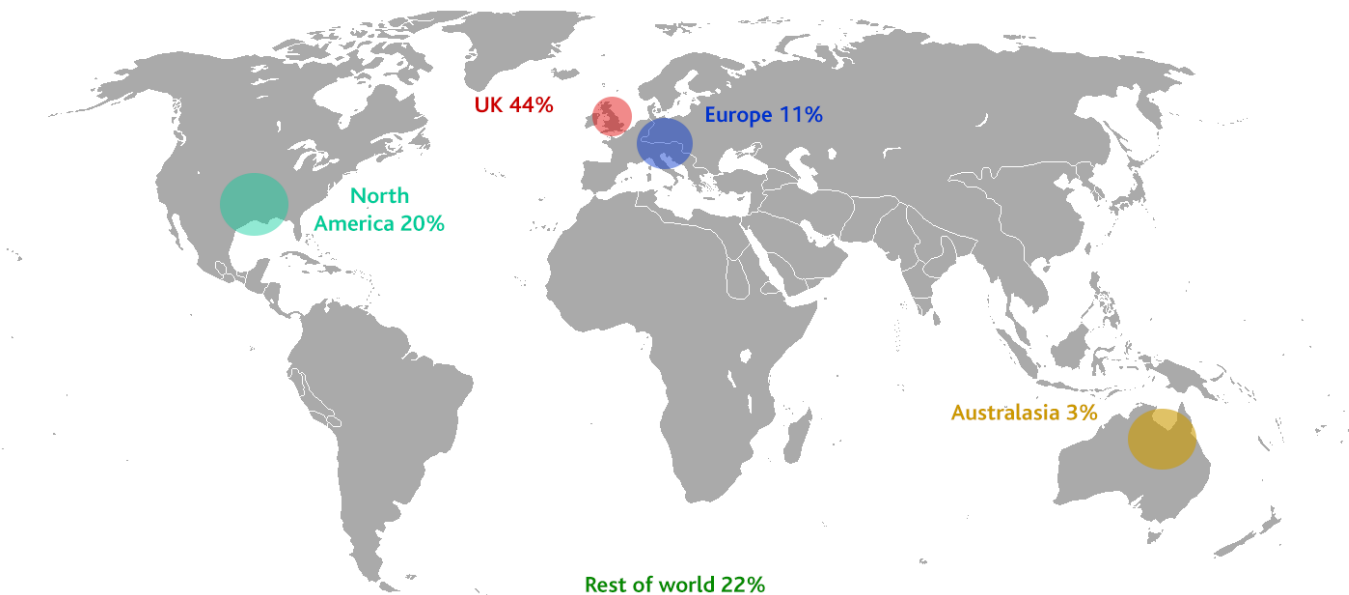 UK 44%
Europe 11%
North
America 20%
Australasia 3%
Rest of world 22%